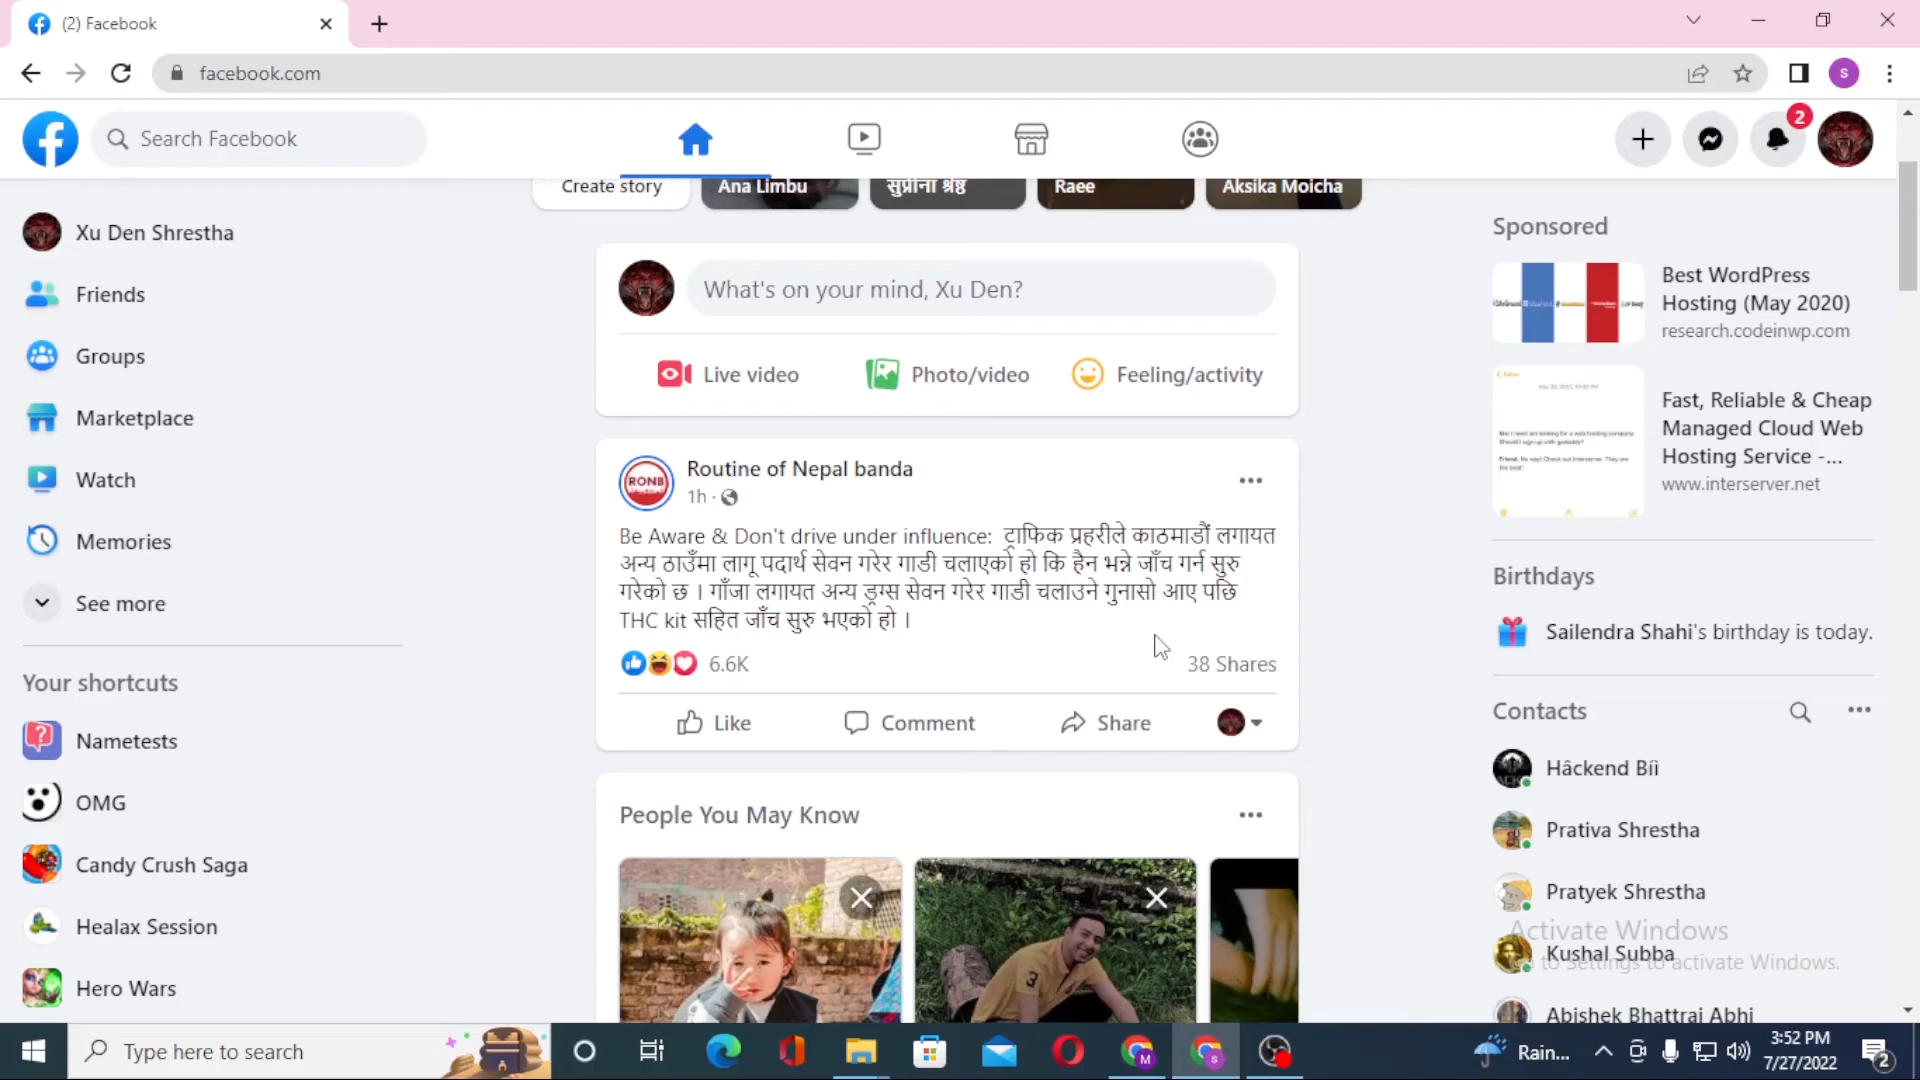 (2) Facebook
facebook.com
S
Search Facebook
2
Create story
Ana Limbu
सुप्रीना श्रेष्ठ
Raee
Aksika Moicha
Xu Den Shrestha
Friends
Groups
Marketplace
Watch
Memories
See more
Your shortcuts
Nametests
OMG
Candy Crush Saga
Healax Session
Hero Wars
What's on your mind, Xu Den?
Live video
Photo/video
Feeling/activity
RONB
Routine of Nepal banda
1h ·
Be Aware & Don't drive under influence: ट्राफिक प्रहरीले काठमाडौं लगायत
अन्य ठाउँमा लागू पदार्थ सेवन गरेर गाडी चलाएको हो कि हैन भन्ने जाँच गर्न सुरु
गरेको छ । गाँजा लगायत अन्य ड्रग्स सेवन गरेर गाडी चलाउने गुनासो आए पछि
THC kit सहित जाँच सुरु भएको हो ।
6.6K
38 Shares
Like
Comment
Share
People You May Know
3
Sponsored
Best WordPress
Hosting (May 2020)
research.codeinwp.com
Fast, Reliable & Cheap
Managed Cloud Web
Hosting Service -...
www.interserver.net
Birthdays
Sailendra Shahi's birthday is today.
Contacts
Hâckend Bíì
Prativa Shrestha
Pratyek Shrestha
Activate Windows
Kushal Subba
to Settings to activate Windows.
Abishek Bhattrai Abhi
Type here to search
M
S
Rain...
3:52 PM
7/27/2022
2